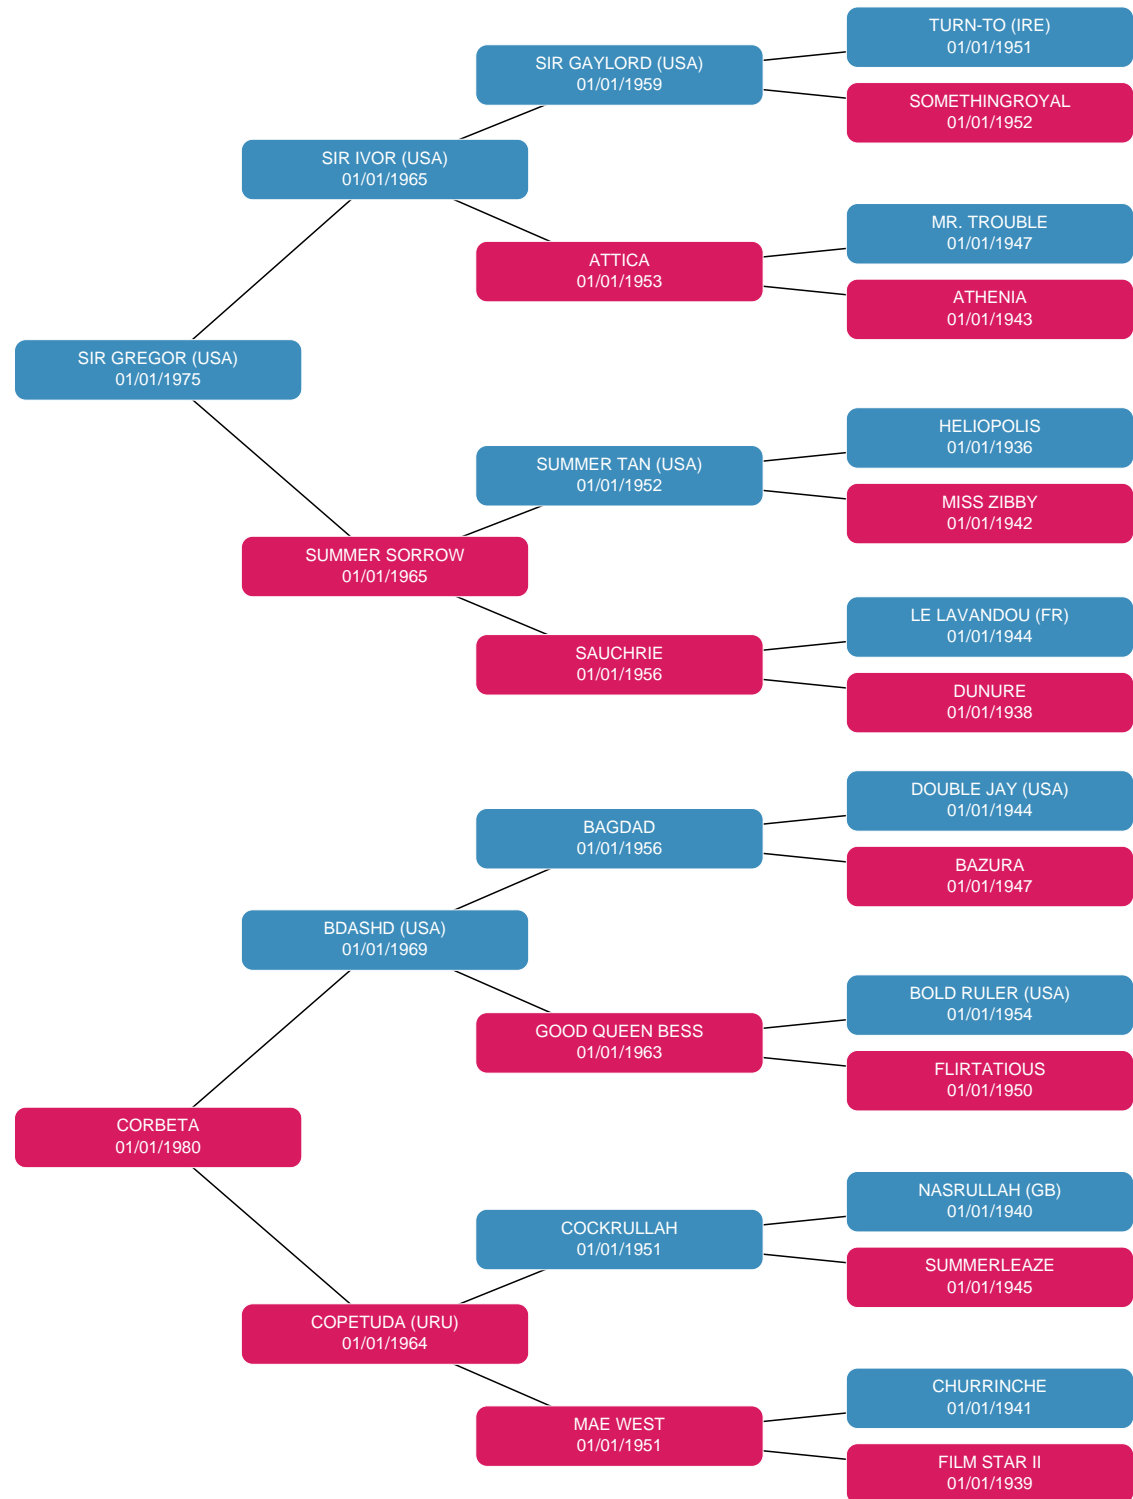 TURN-TO (IRE)
01/01/1951
SIR GAYLORD (USA)
01/01/1959
SOMETHINGROYAL
01/01/1952
SIR IVOR (USA)
01/01/1965
MR. TROUBLE
01/01/1947
ATTICA
01/01/1953
ATHENIA
01/01/1943
SIR GREGOR (USA)
01/01/1975
HELIOPOLIS
01/01/1936
SUMMER TAN (USA)
01/01/1952
MISS ZIBBY
01/01/1942
SUMMER SORROW
01/01/1965
LE LAVANDOU (FR)
01/01/1944
SAUCHRIE
01/01/1956
DUNURE
01/01/1938
DOUBLE JAY (USA)
01/01/1944
BAGDAD
01/01/1956
BAZURA
01/01/1947
BDASHD (USA)
01/01/1969
BOLD RULER (USA)
01/01/1954
GOOD QUEEN BESS
01/01/1963
FLIRTATIOUS
01/01/1950
CORBETA
01/01/1980
NASRULLAH (GB)
01/01/1940
COCKRULLAH
01/01/1951
SUMMERLEAZE
01/01/1945
COPETUDA (URU)
01/01/1964
CHURRINCHE
01/01/1941
MAE WEST
01/01/1951
FILM STAR II
01/01/1939